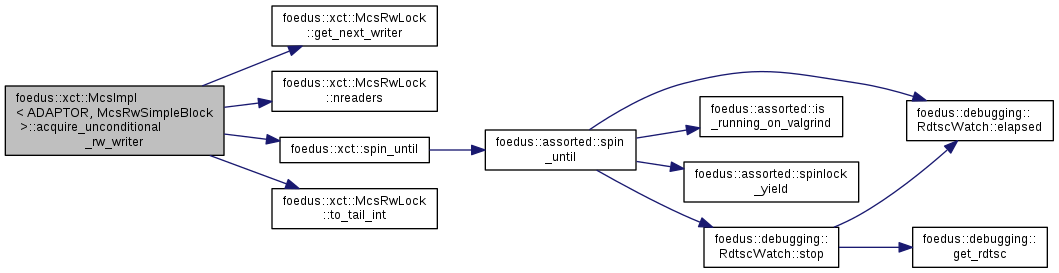 foedus::xct::McsImpl
< ADAPTOR, McsRwSimpleBlock
>::acquire_unconditional
_rw_writer
foedus::xct::McsRwLock
::get_next_writer
foedus::xct::McsRwLock
::nreaders
foedus::xct::spin_until
foedus::xct::McsRwLock
::to_tail_int
foedus::assorted::spin
_until
foedus::assorted::is
_running_on_valgrind
foedus::assorted::spinlock
_yield
foedus::debugging::
RdtscWatch::stop
foedus::debugging::
RdtscWatch::elapsed
foedus::debugging::
get_rdtsc